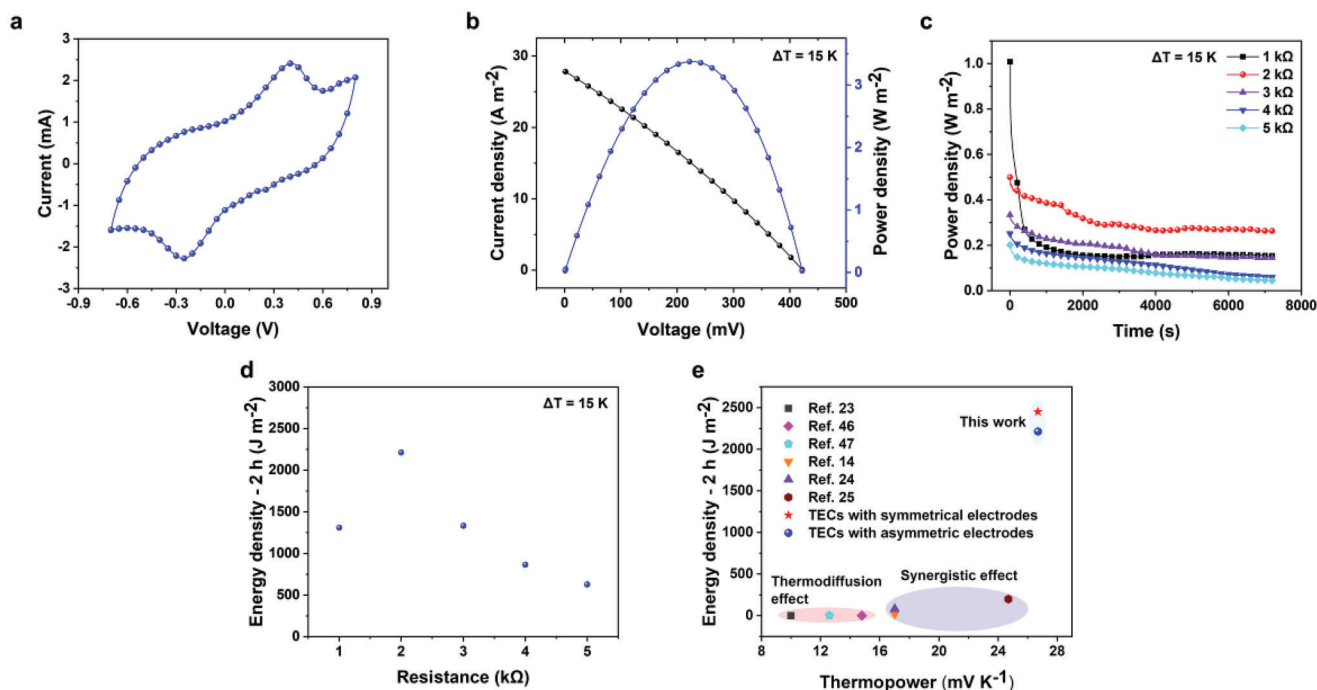 a
Current (mA)
3
2
1
0
-1
-2
-3
-0.9 -0.6 -0.3 0.0 0.3 0.6 0.9
Voltage (V)
b
Current density (A m-2)
30
20
10
0
ΔT = 15 K
3
2
1
0
Power density (W m-2)
0 100 200 300 400 500
Voltage (mV)
c
Power density (W m-2)
1.0
0.8
0.6
0.4
0.2
0.0
ΔT = 15 K
1 kΩ
2 kΩ
3 kΩ
4 kΩ
5 kΩ
0 2000 4000 6000 8000
Time (s)
d
Energy density - 2 h (J m-2)
3000
2500
2000
1500
1000
500
0
ΔT = 15 K
1 2 3 4 5
Resistance (kΩ)
e
Energy density - 2 h (J m-2)
2500
2000
1500
1000
500
0
Ref. 23
Ref. 46
Ref. 47
Ref. 14
Ref. 24
Ref. 25
TECs with symmetrical electrodes
TECs with asymmetric electrodes
This work
Thermodiffusion
effect
Synergistic effect
8 12 16 20 24 28
Thermopower (mV K-1)